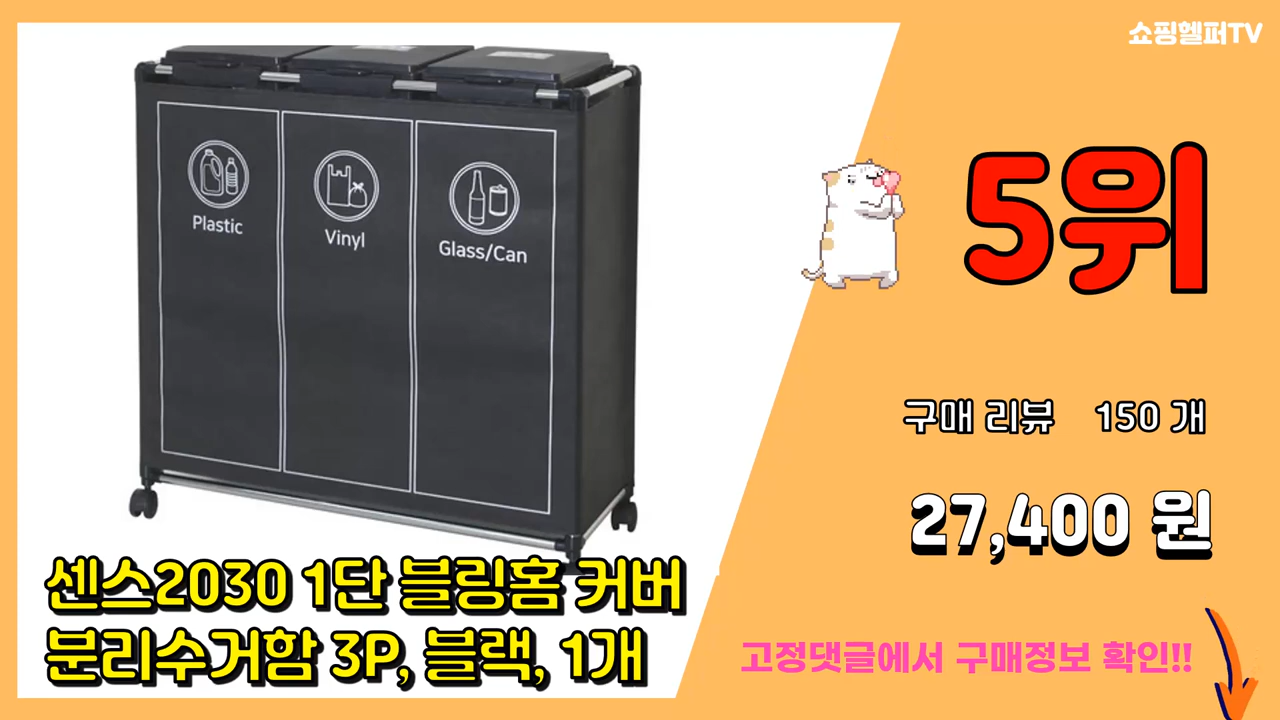 쇼핑헬퍼TV
5위
Plastic
Vinyl
Glass/Can
구매 리뷰 150 개
27,400 원
센스2030 1단 블링홈 커버
분리수거함 3P, 블랙, 1개
고정댓글에서 구매정보 확인!!